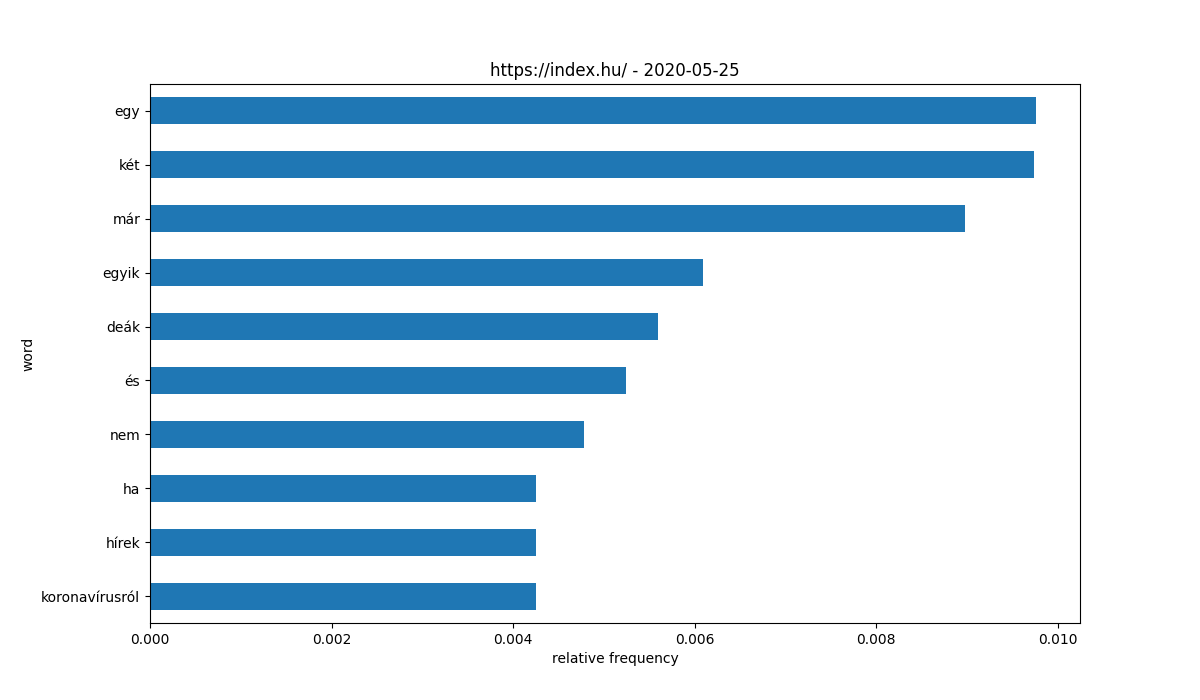 https://index.hu/ - 2020-05-25
egy
két
már
egyik
deák
és
nem
ha
hírek
koronavírusról
word
0.000 0.002 0.004 0.006 0.008 0.010
relative frequency